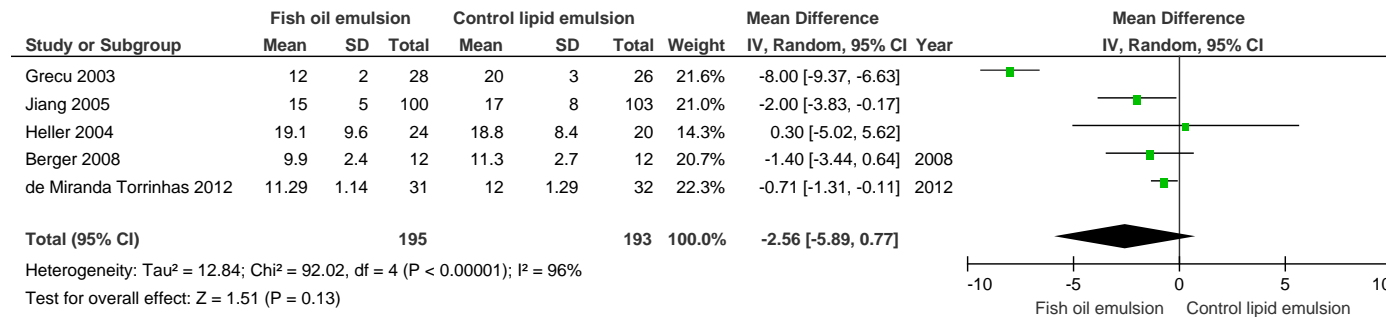 Fish oil emulsion Control lipid emulsion Mean Difference Mean Difference
Study or Subgroup Mean SD Total Mean SD Total Weight IV, Random, 95% CI Year IV, Random, 95% CI
Grecu 2003 12 2 28 20 3 26 21.6% -8.00 [-9.37, -6.63]
Jiang 2005 15 5 100 17 8 103 21.0% -2.00 [-3.83, -0.17]
Heller 2004 19.1 9.6 24 18.8 8.4 20 14.3% 0.30 [-5.02, 5.62]
Berger 2008 9.9 2.4 12 11.3 2.7 12 20.7% -1.40 [-3.44, 0.64] 2008
de Miranda Torrinhas 2012 11.29 1.14 31 12 1.29 32 22.3% -0.71 [-1.31, -0.11] 2012
Total (95% CI) 195 193 100.0% -2.56 [-5.89, 0.77]
Heterogeneity: Tau² = 12.84; Chi² = 92.02, df = 4 (P < 0.00001); I² = 96%
Test for overall effect: Z = 1.51 (P = 0.13)
-10 -5 0 5 10
Fish oil emulsion Control lipid emulsion